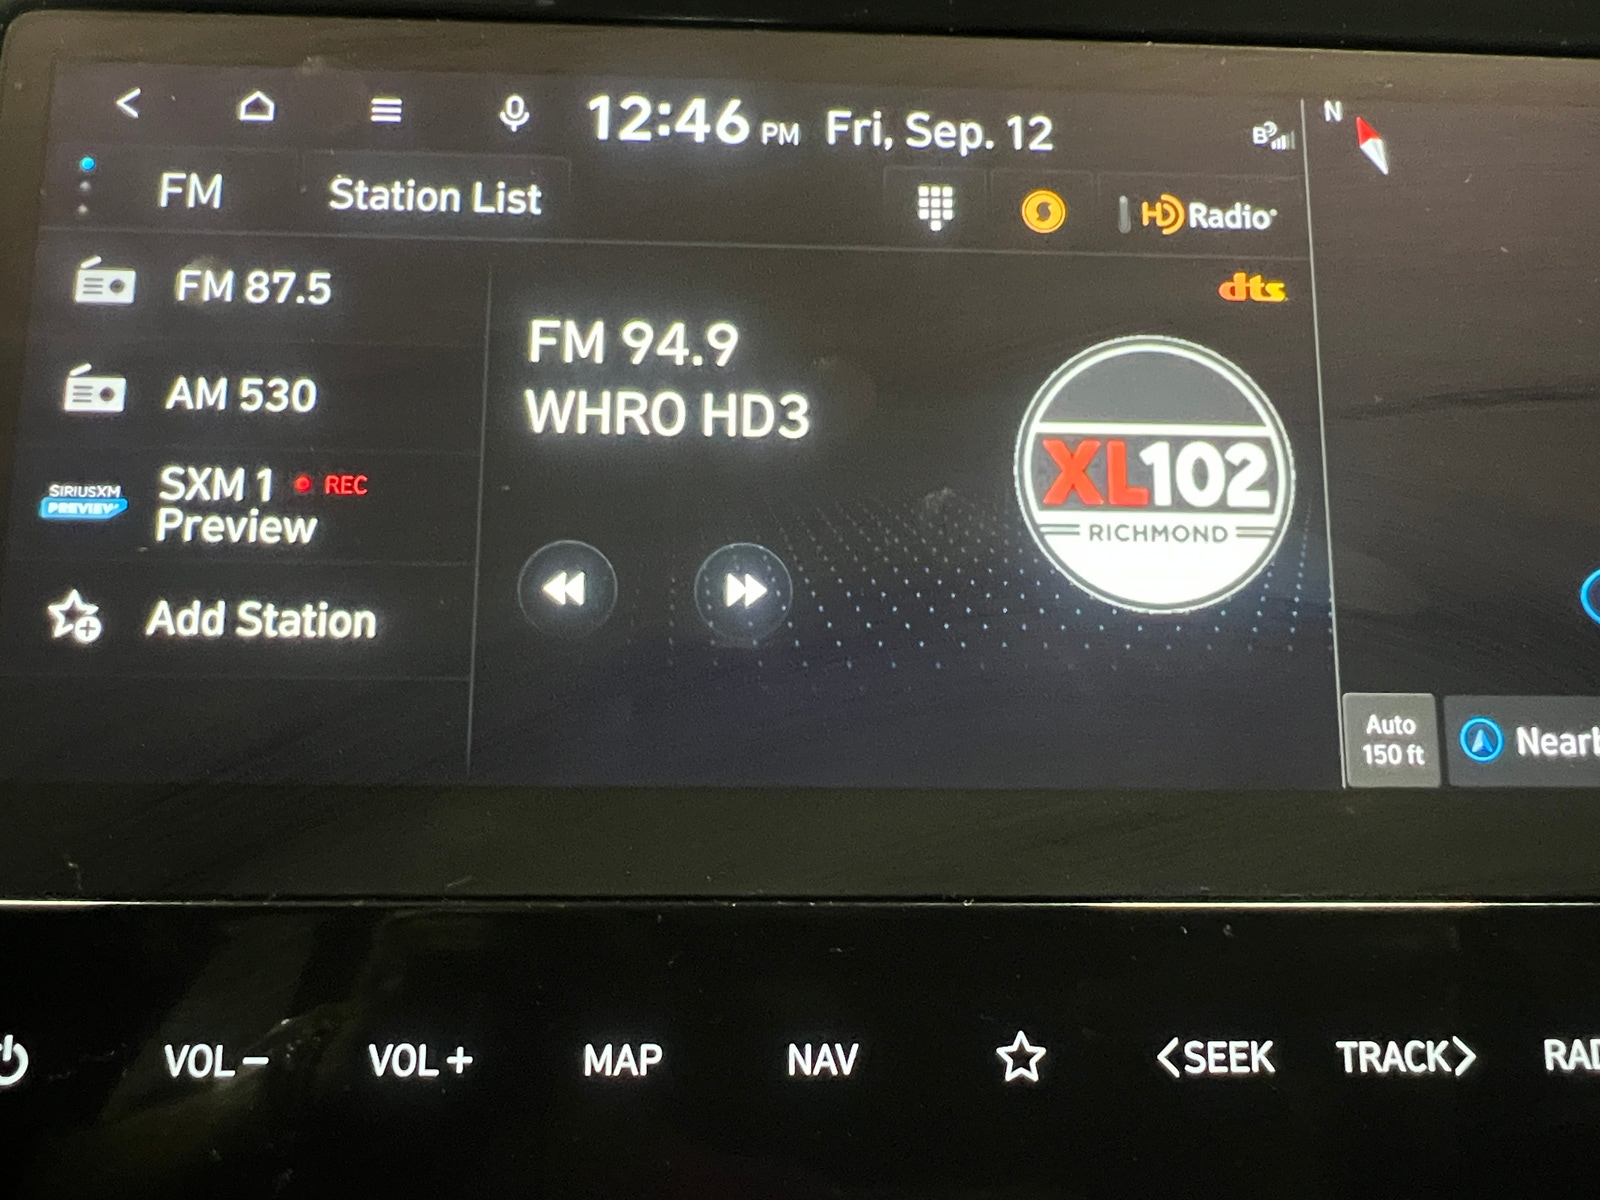 12:46 PM Fri, Sep. 12
B
N
FM
Station List
HD Radio
FM 87.5
dts
FM 94.9
AM 530
WHRO HD3
SIRIUSXM
PREVIEW
SXM 1 REC
Preview
XL102
RICHMOND
Add Station
Auto
150 ft
VOL –
VOL +
MAP
NAV
<SEEK
TRACK>